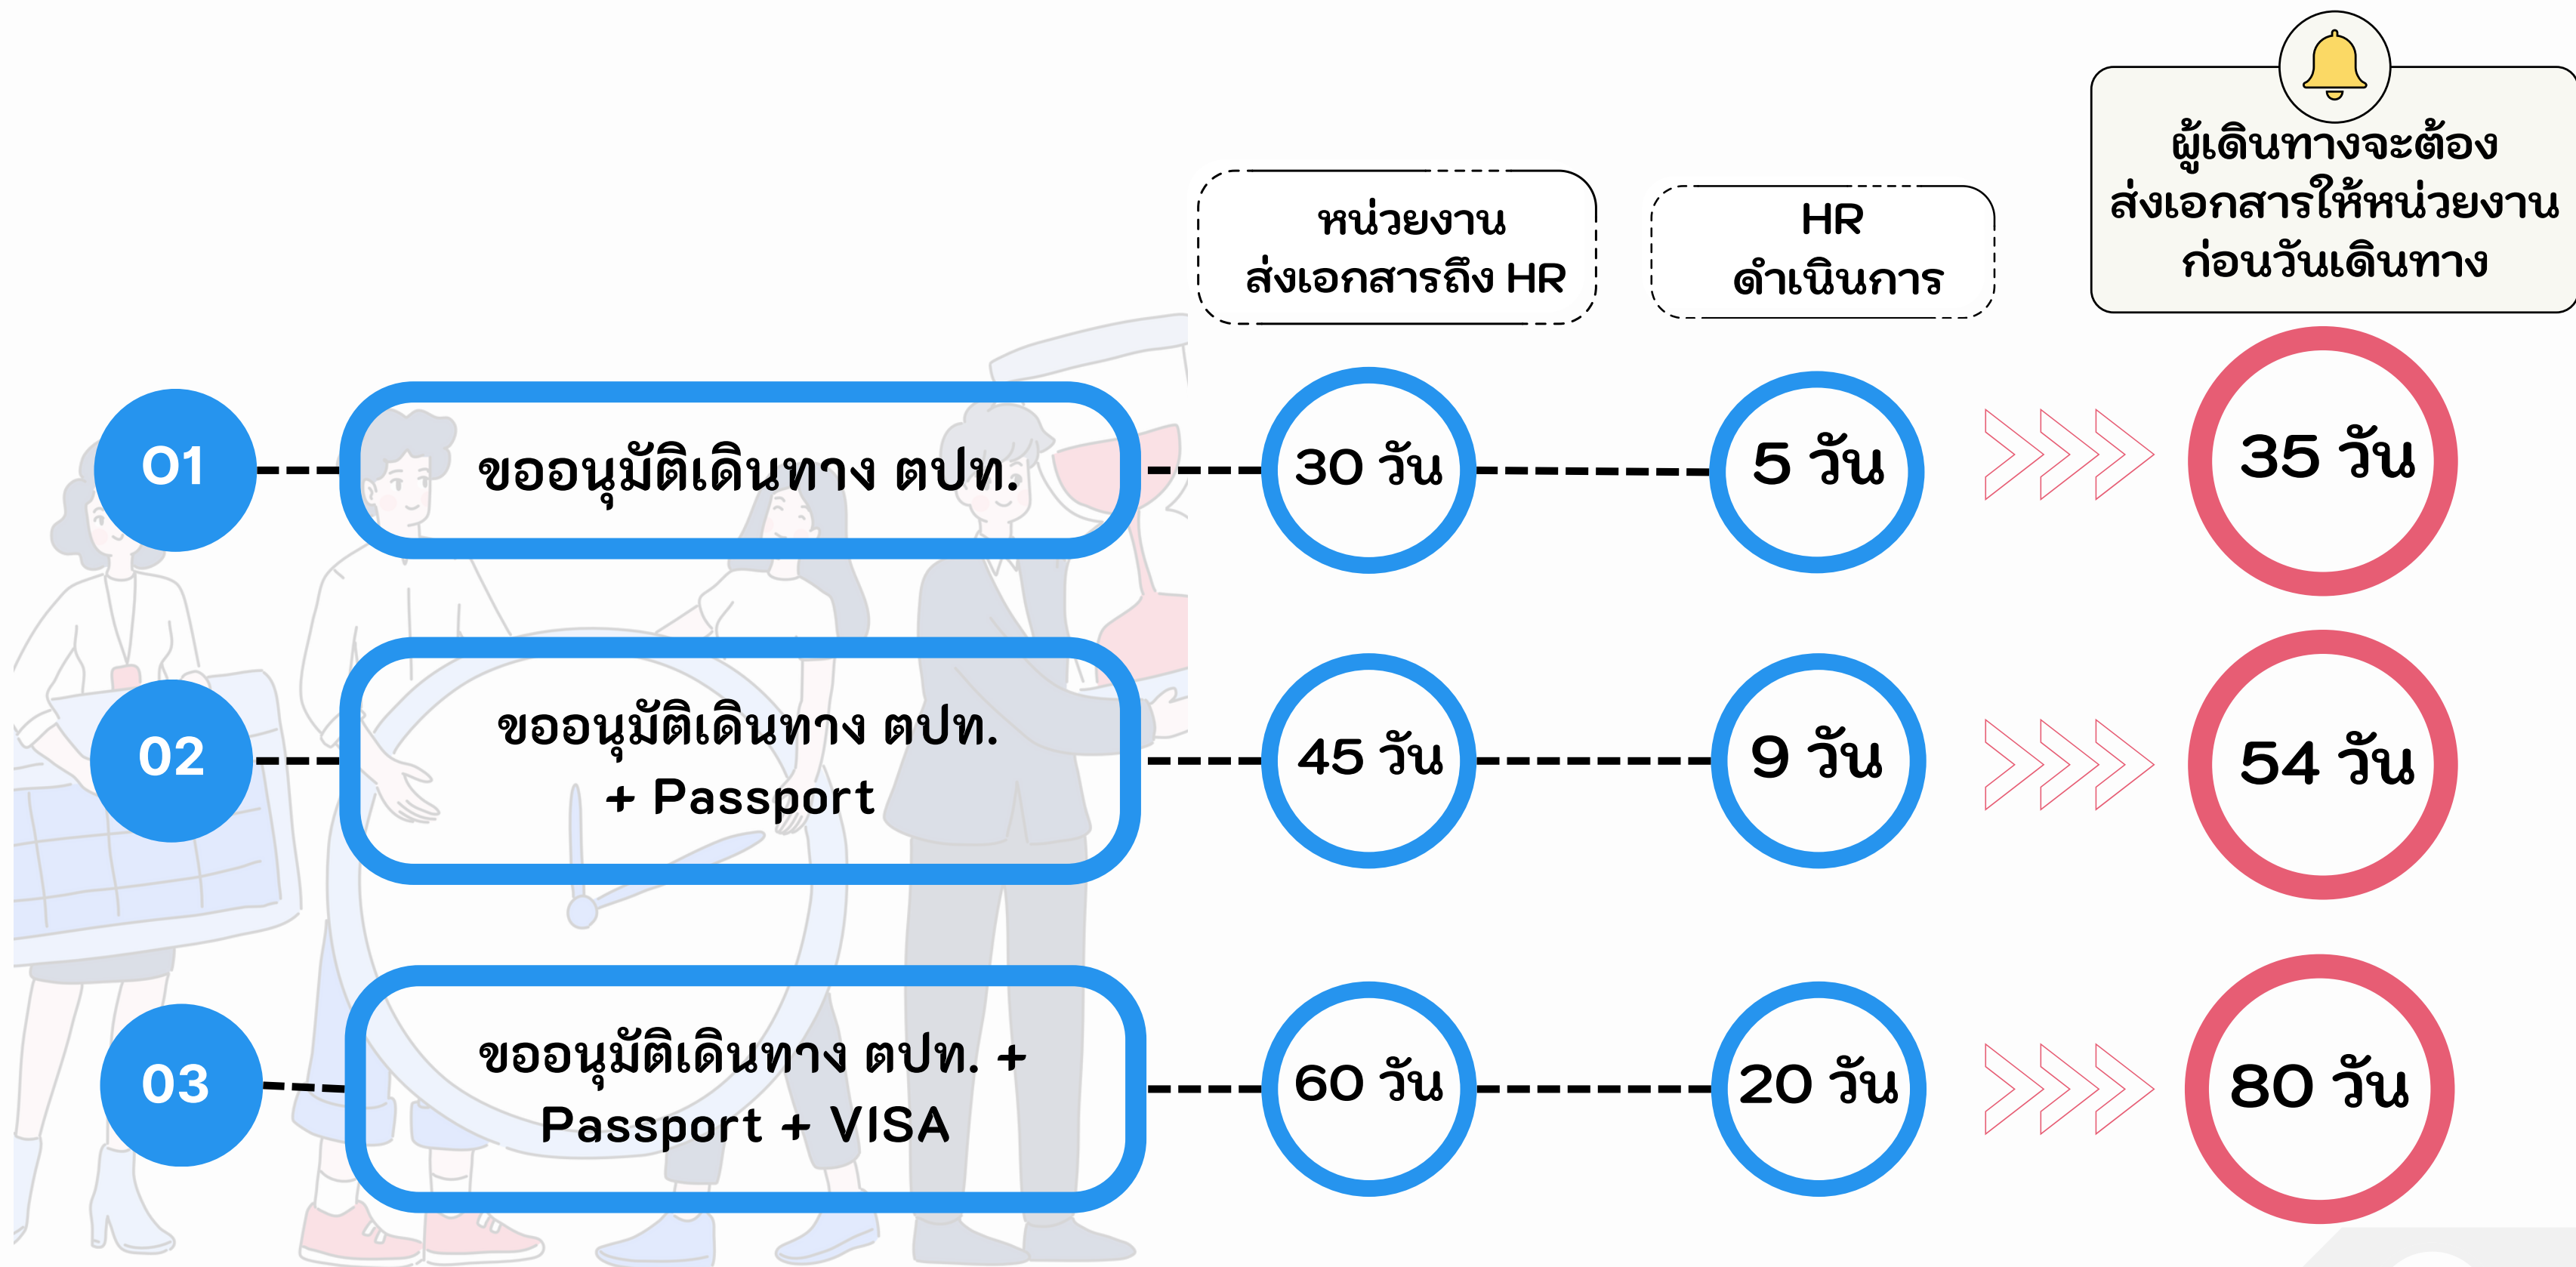 ผู้เดินทางจะต้อง
ส่งเอกสารให้หน่วยงาน
ก่อนวันเดินทาง
หน่วยงาน
ส่งเอกสารถึง HR
HR
ดำเนินการ
01
ขออนุมัติเดินทาง ตปท.
30 วัน
5 วัน
35 วัน
02
ขออนุมัติเดินทาง ตปท.
+ Passport
45 วัน
9 วัน
54 วัน
03
ขออนุมัติเดินทาง ตปท. +
Passport + VISA
60 วัน
20 วัน
80 วัน